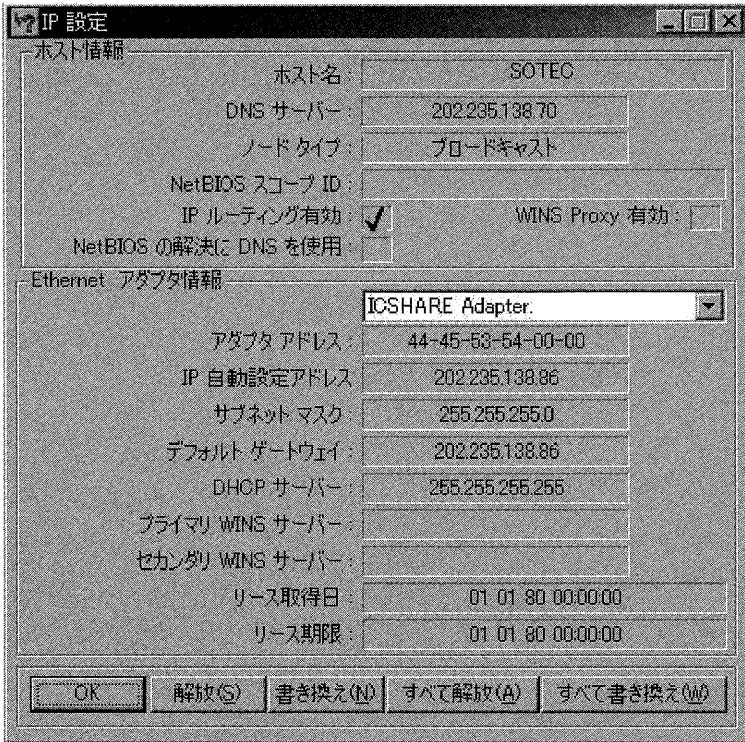 IP 設定
ホスト情報
ホスト名 : SOTEC
DNS サーバー : 202.235.138.70
ノード タイプ : ブロードキャスト
NetBIOS スコープ ID :
IP ルーティング有効 : WINS Proxy 有効 :
NetBIOS の解決に DNS を使用 :
Ethernet アダプタ情報
ICSHARE Adapter.
アダプタ アドレス : 44-45-53-54-00-00
IP 自動設定アドレス 202.235.138.86
サブネット マスク : 255.255.255.0
デフォルト ゲートウェイ : 202.235.138.86
DHCP サーバー : 255.255.255.255
プライマリ WINS サーバー :
セカンダリ WINS サーバー :
リース取得日 : 01 01 80 00:00:00
リース期限 : 01 01 80 00:00:00
OK 解放(S) 書き換え(N) すべて解放(A) すべて書き換え(W)